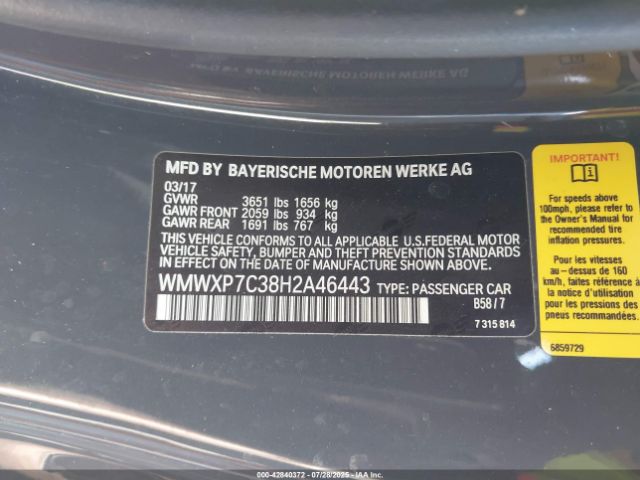 BAYERISCHE MOTOREN WERKE AG
MFD BY BAYERISCHE MOTOREN WERKE AG
03/17
GVWR 3651 lbs 1656 kg
GAWR FRONT 2059 lbs 934 kg
GAWR REAR 1691 lbs 767 kg
THIS VEHICLE CONFORMS TO ALL APPLICABLE U.S.FEDERAL MOTOR
VEHICLE SAFETY, BUMPER AND THEFT PREVENTION STANDARDS
IN EFFECT ON THE DATE OF MANUFACTURE SHOWN ABOVE.
WMWXP7C38H2A46443 TYPE: PASSENGER CAR
B58/7
7 315 814
IMPORTANT!
For speeds above
100mph, please refer to
the Owner's Manual for
recommended tire
inflation pressures.
Pour les vitesses
au-dessus de 160
km/h, faites référence à
la notice d'utilisation
pour les pressions des
pneus recommandées.
6859729
000-42840372 - 07/28/2025 - © IAA Holdings, LLC